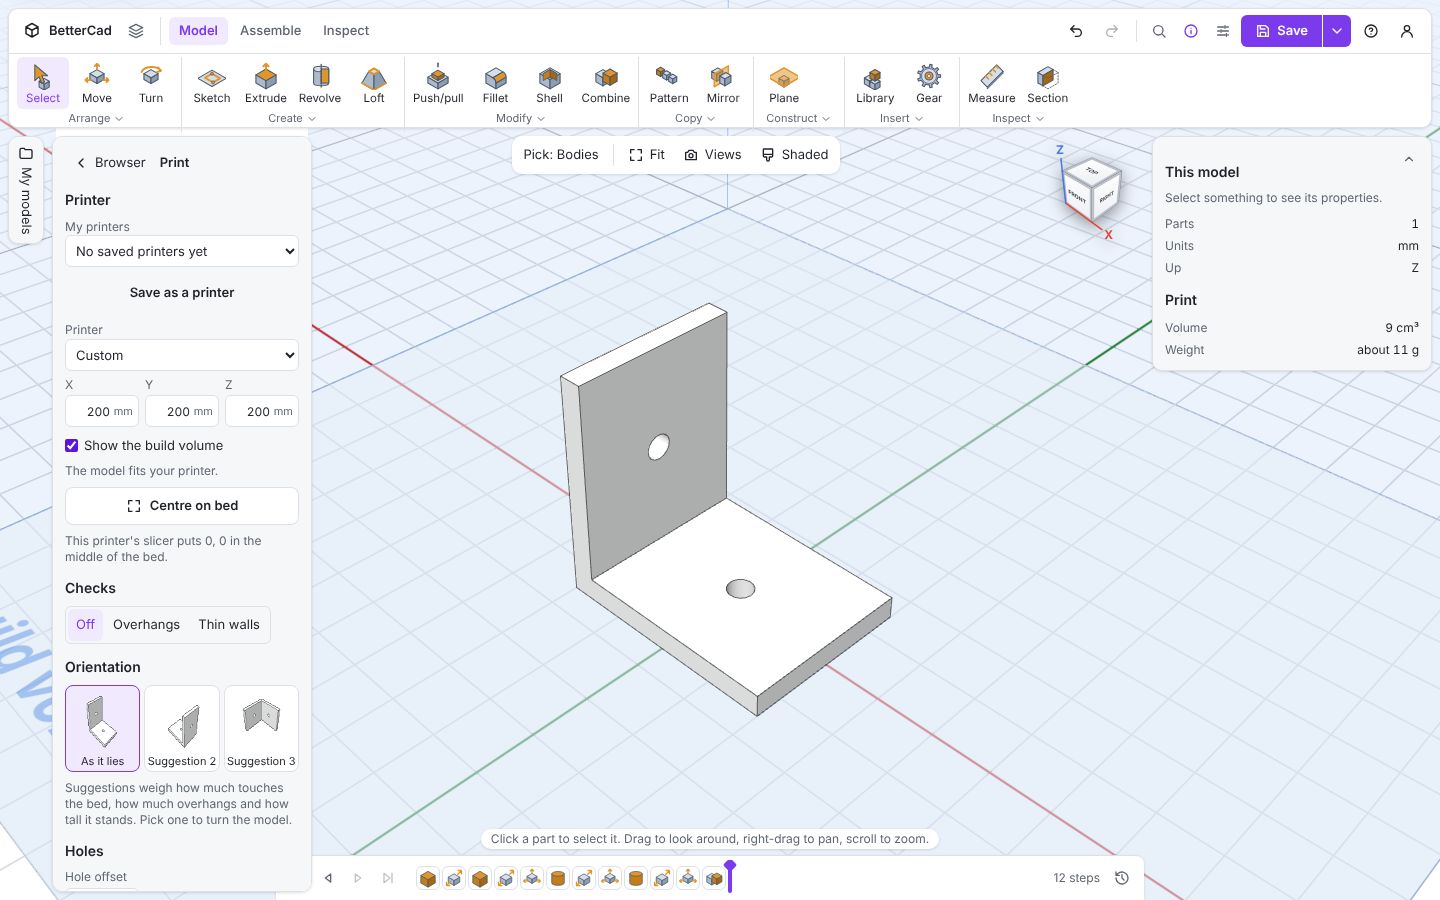 BetterCad
Model
Assemble
Inspect
Save
Select
Move
Turn
Sketch
Extrude
Revolve
Loft
Push/pull
Fillet
Shell
Combine
Pattern
Mirror
Plane
Library
Gear
Measure
Section
Arrange
Create
Modify
Copy
Construct
Insert
Inspect
My models
Browser
Print
Printer
My printers
No saved printers yet
Save as a printer
Printer
Custom
X
Y
Z
200 mm
200 mm
200 mm
Show the build volume
The model fits your printer.
Centre on bed
This printer's slicer puts 0, 0 in the
middle of the bed.
Checks
Off
Overhangs
Thin walls
Orientation
As it lies
Suggestion 2
Suggestion 3
Suggestions weigh how much touches
the bed, how much overhangs and how
tall it stands. Pick one to turn the model.
Holes
Hole offset
Pick: Bodies
Fit
Views
Shaded
Z
TOP
FRONT
RIGHT
X
This model
Select something to see its properties.
Parts 1
Units mm
Up Z
Print
Volume 9 cm³
Weight about 11 g
Click a part to select it. Drag to look around, right-drag to pan, scroll to zoom.
12 steps